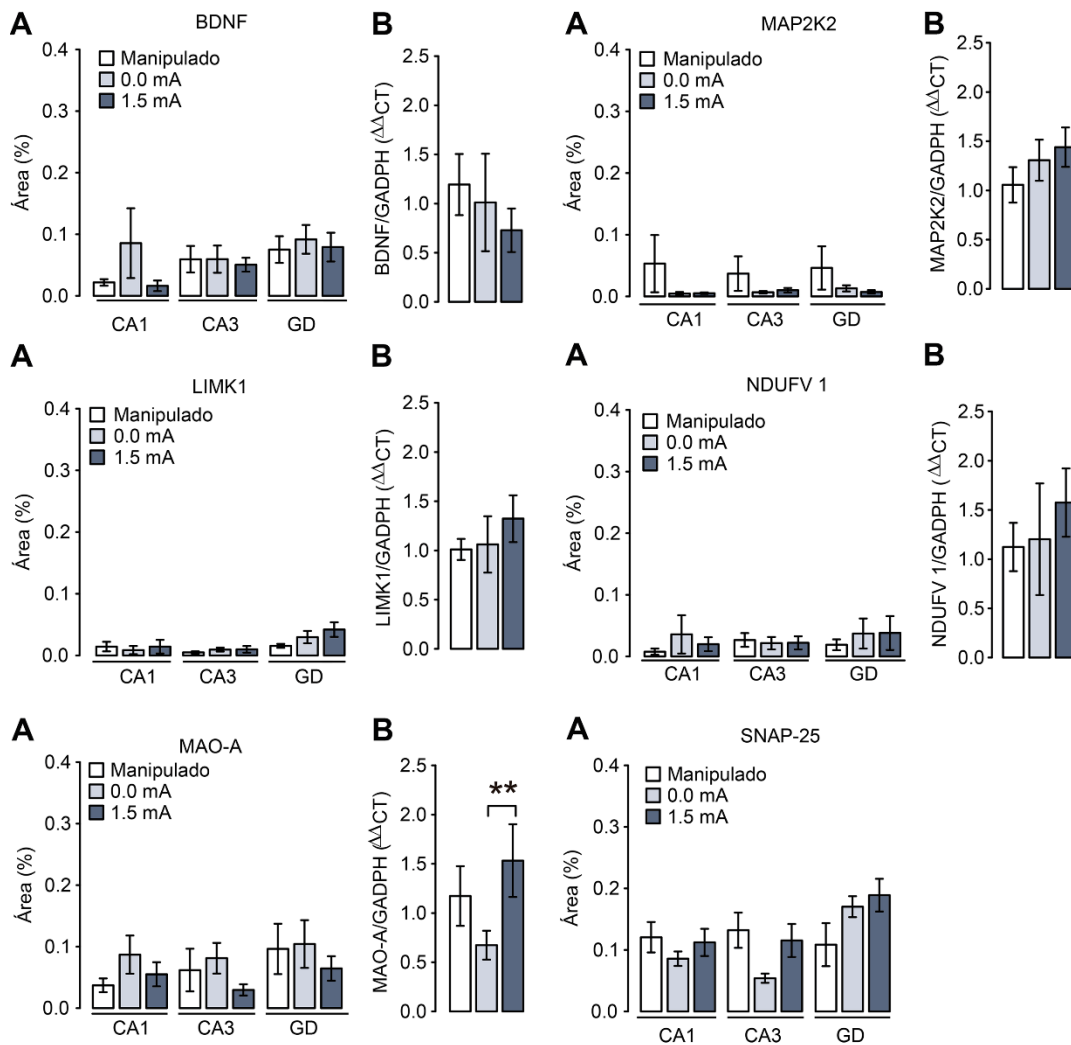 A
BDNF
Área (%)
0.4
0.3
0.2
0.1
0.0
Manipulado
0.0 mA
1.5 mA
CA1
CA3
GD
B
BDNF/GADPH (ΔΔCT)
2.5
2.0
1.5
1.0
0.5
0.0
A
MAP2K2
Área (%)
0.4
0.3
0.2
0.1
0.0
Manipulado
0.0 mA
1.5 mA
CA1
CA3
GD
B
MAP2K2/GADPH (ΔΔCT)
2.5
2.0
1.5
1.0
0.5
0.0
A
LIMK1
Área (%)
0.4
0.3
0.2
0.1
0.0
Manipulado
0.0 mA
1.5 mA
CA1
CA3
GD
B
LIMK1/GADPH (ΔΔCT)
2.5
2.0
1.5
1.0
0.5
0.0
A
NDUFV 1
Área (%)
0.4
0.3
0.2
0.1
0.0
Manipulado
0.0 mA
1.5 mA
CA1
CA3
GD
B
NDUFV 1/GADPH (ΔΔCT)
2.5
2.0
1.5
1.0
0.5
0.0
A
MAO-A
Área (%)
0.4
0.3
0.2
0.1
0.0
Manipulado
0.0 mA
1.5 mA
CA1
CA3
GD
B
MAO-A/GADPH (ΔΔCT)
2.5
2.0
1.5
1.0
0.5
0.0
**
A
SNAP-25
Área (%)
0.4
0.3
0.2
0.1
0.0
Manipulado
0.0 mA
1.5 mA
CA1
CA3
GD